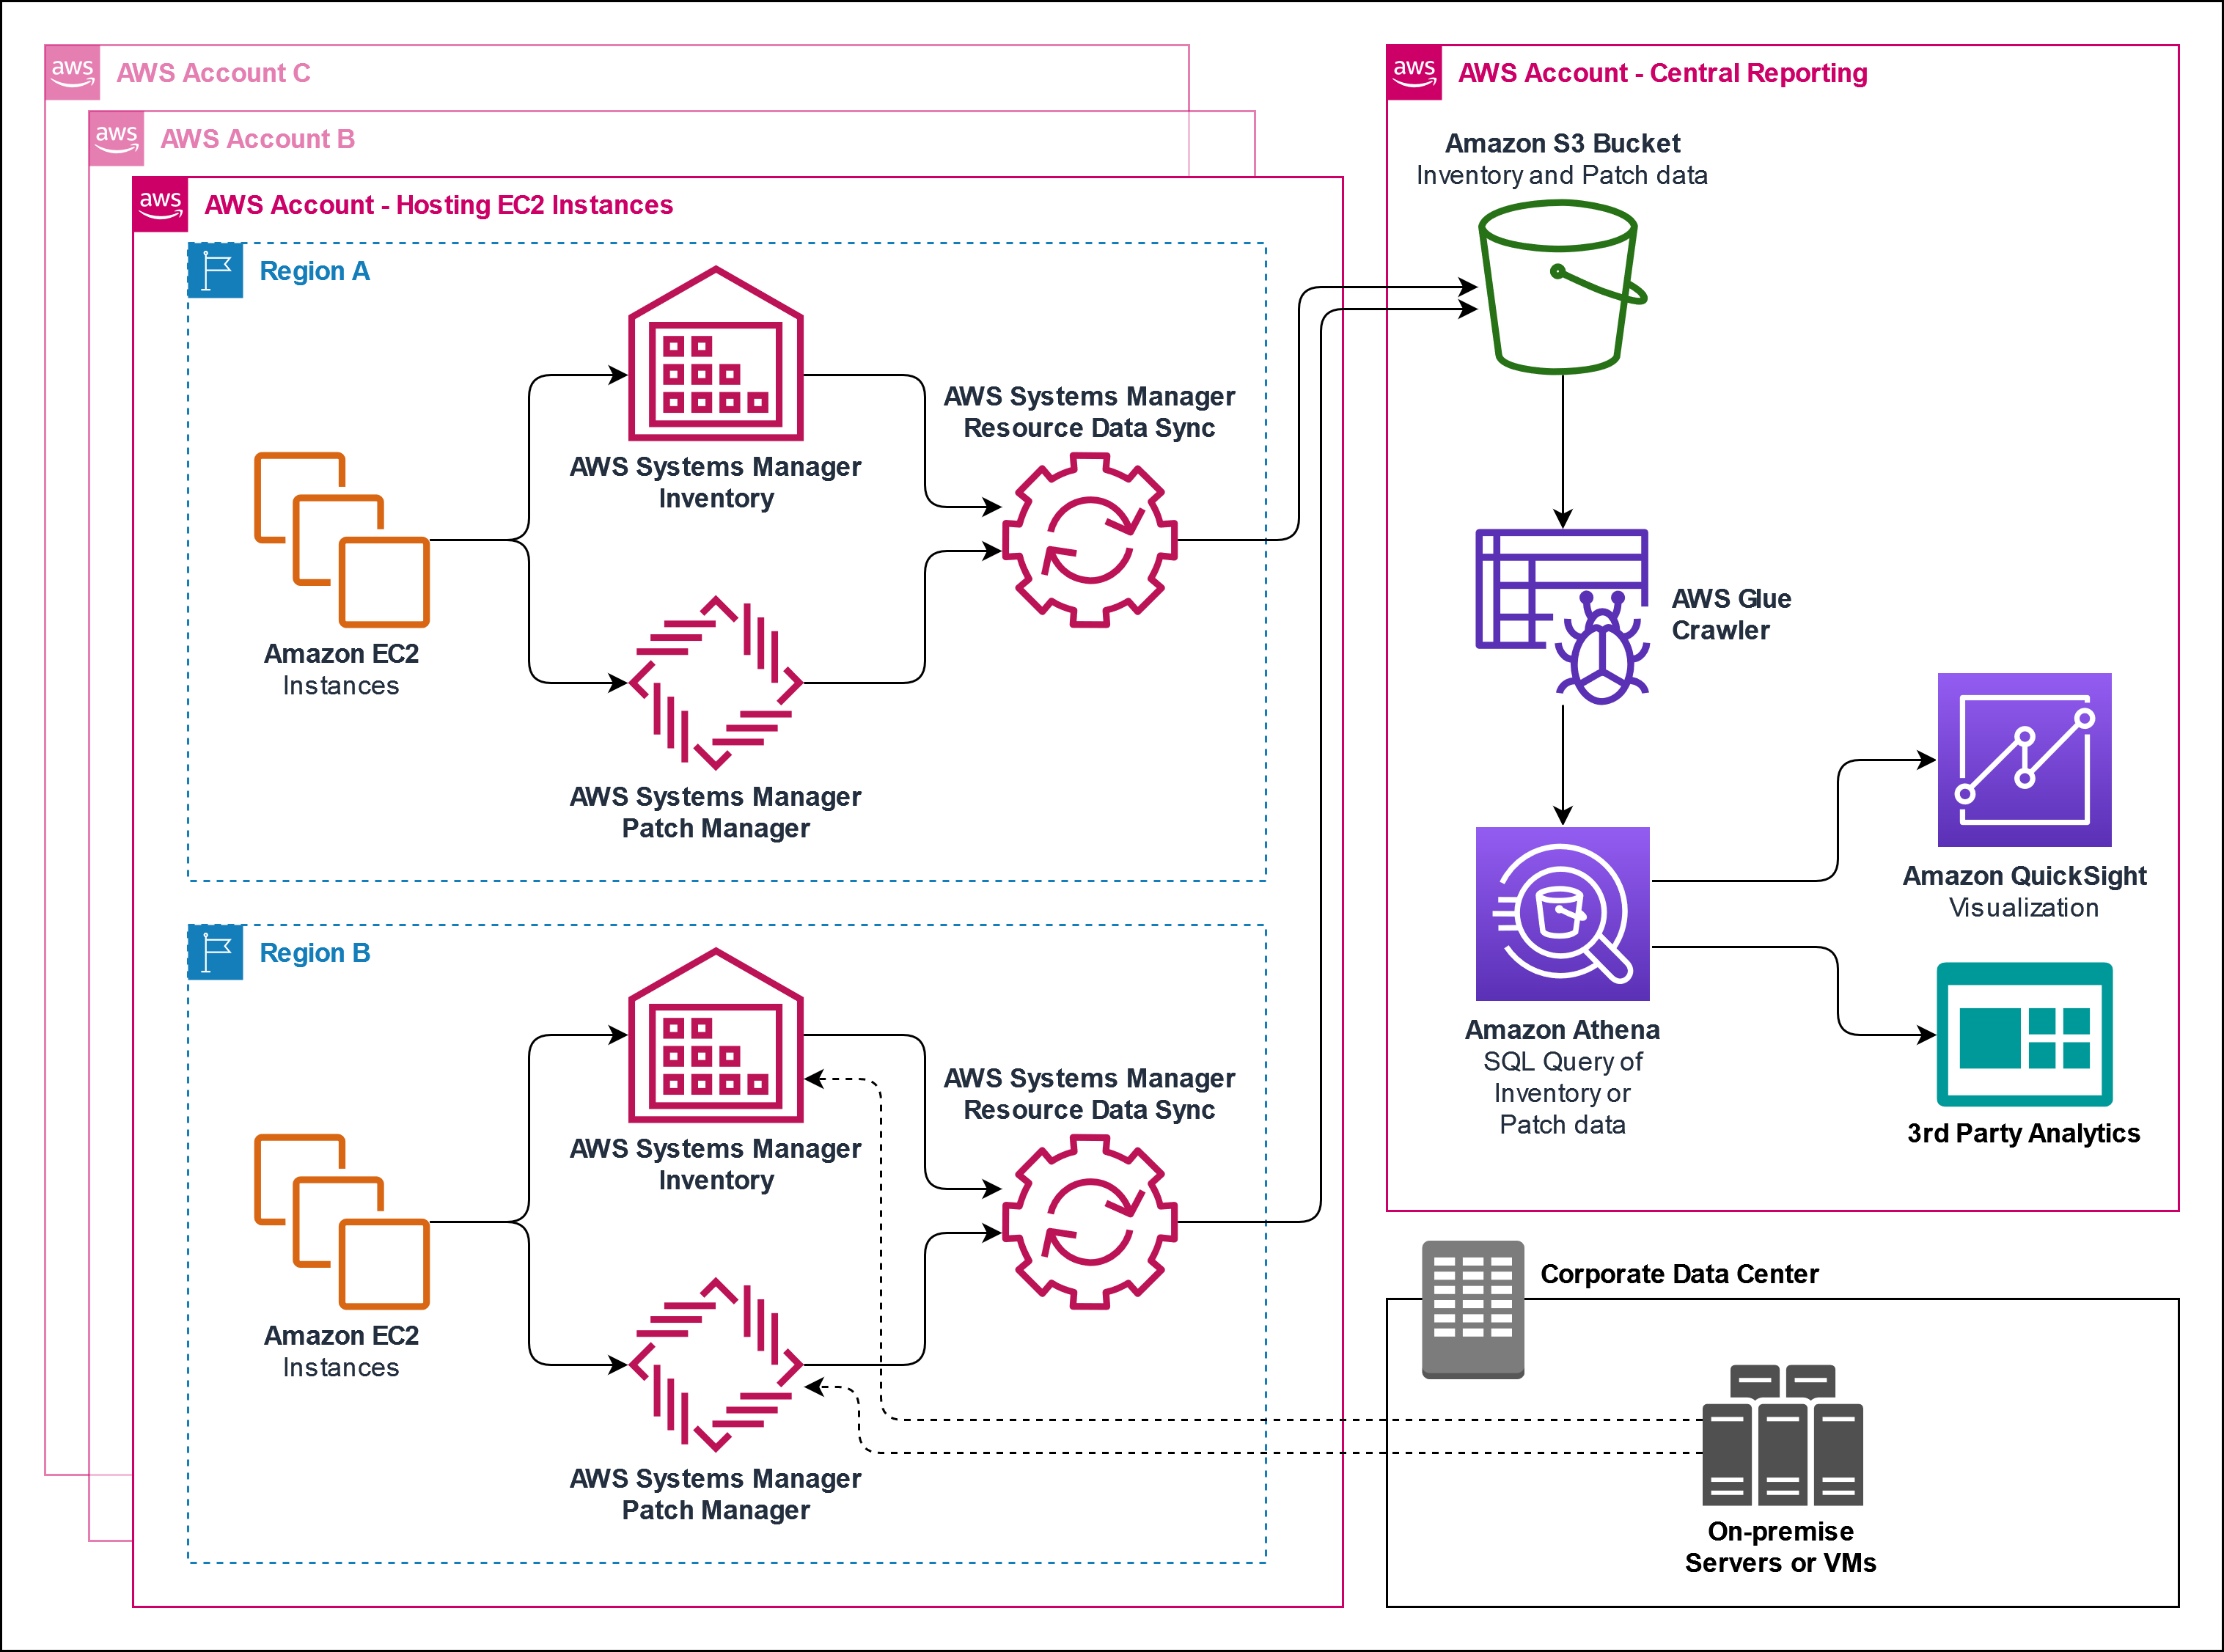 aws
AWS Account C
aws
AWS Account B
aws
AWS Account - Hosting EC2 Instances
Region A
Amazon EC2
Instances
AWS Systems Manager
Inventory
AWS Systems Manager
Patch Manager
AWS Systems Manager
Resource Data Sync
Region B
Amazon EC2
Instances
AWS Systems Manager
Inventory
AWS Systems Manager
Patch Manager
AWS Systems Manager
Resource Data Sync
aws
AWS Account - Central Reporting
Amazon S3 Bucket
Inventory and Patch data
AWS Glue
Crawler
Amazon Athena
SQL Query of
Inventory or
Patch data
Amazon QuickSight
Visualization
3rd Party Analytics
Corporate Data Center
On-premise
Servers or VMs